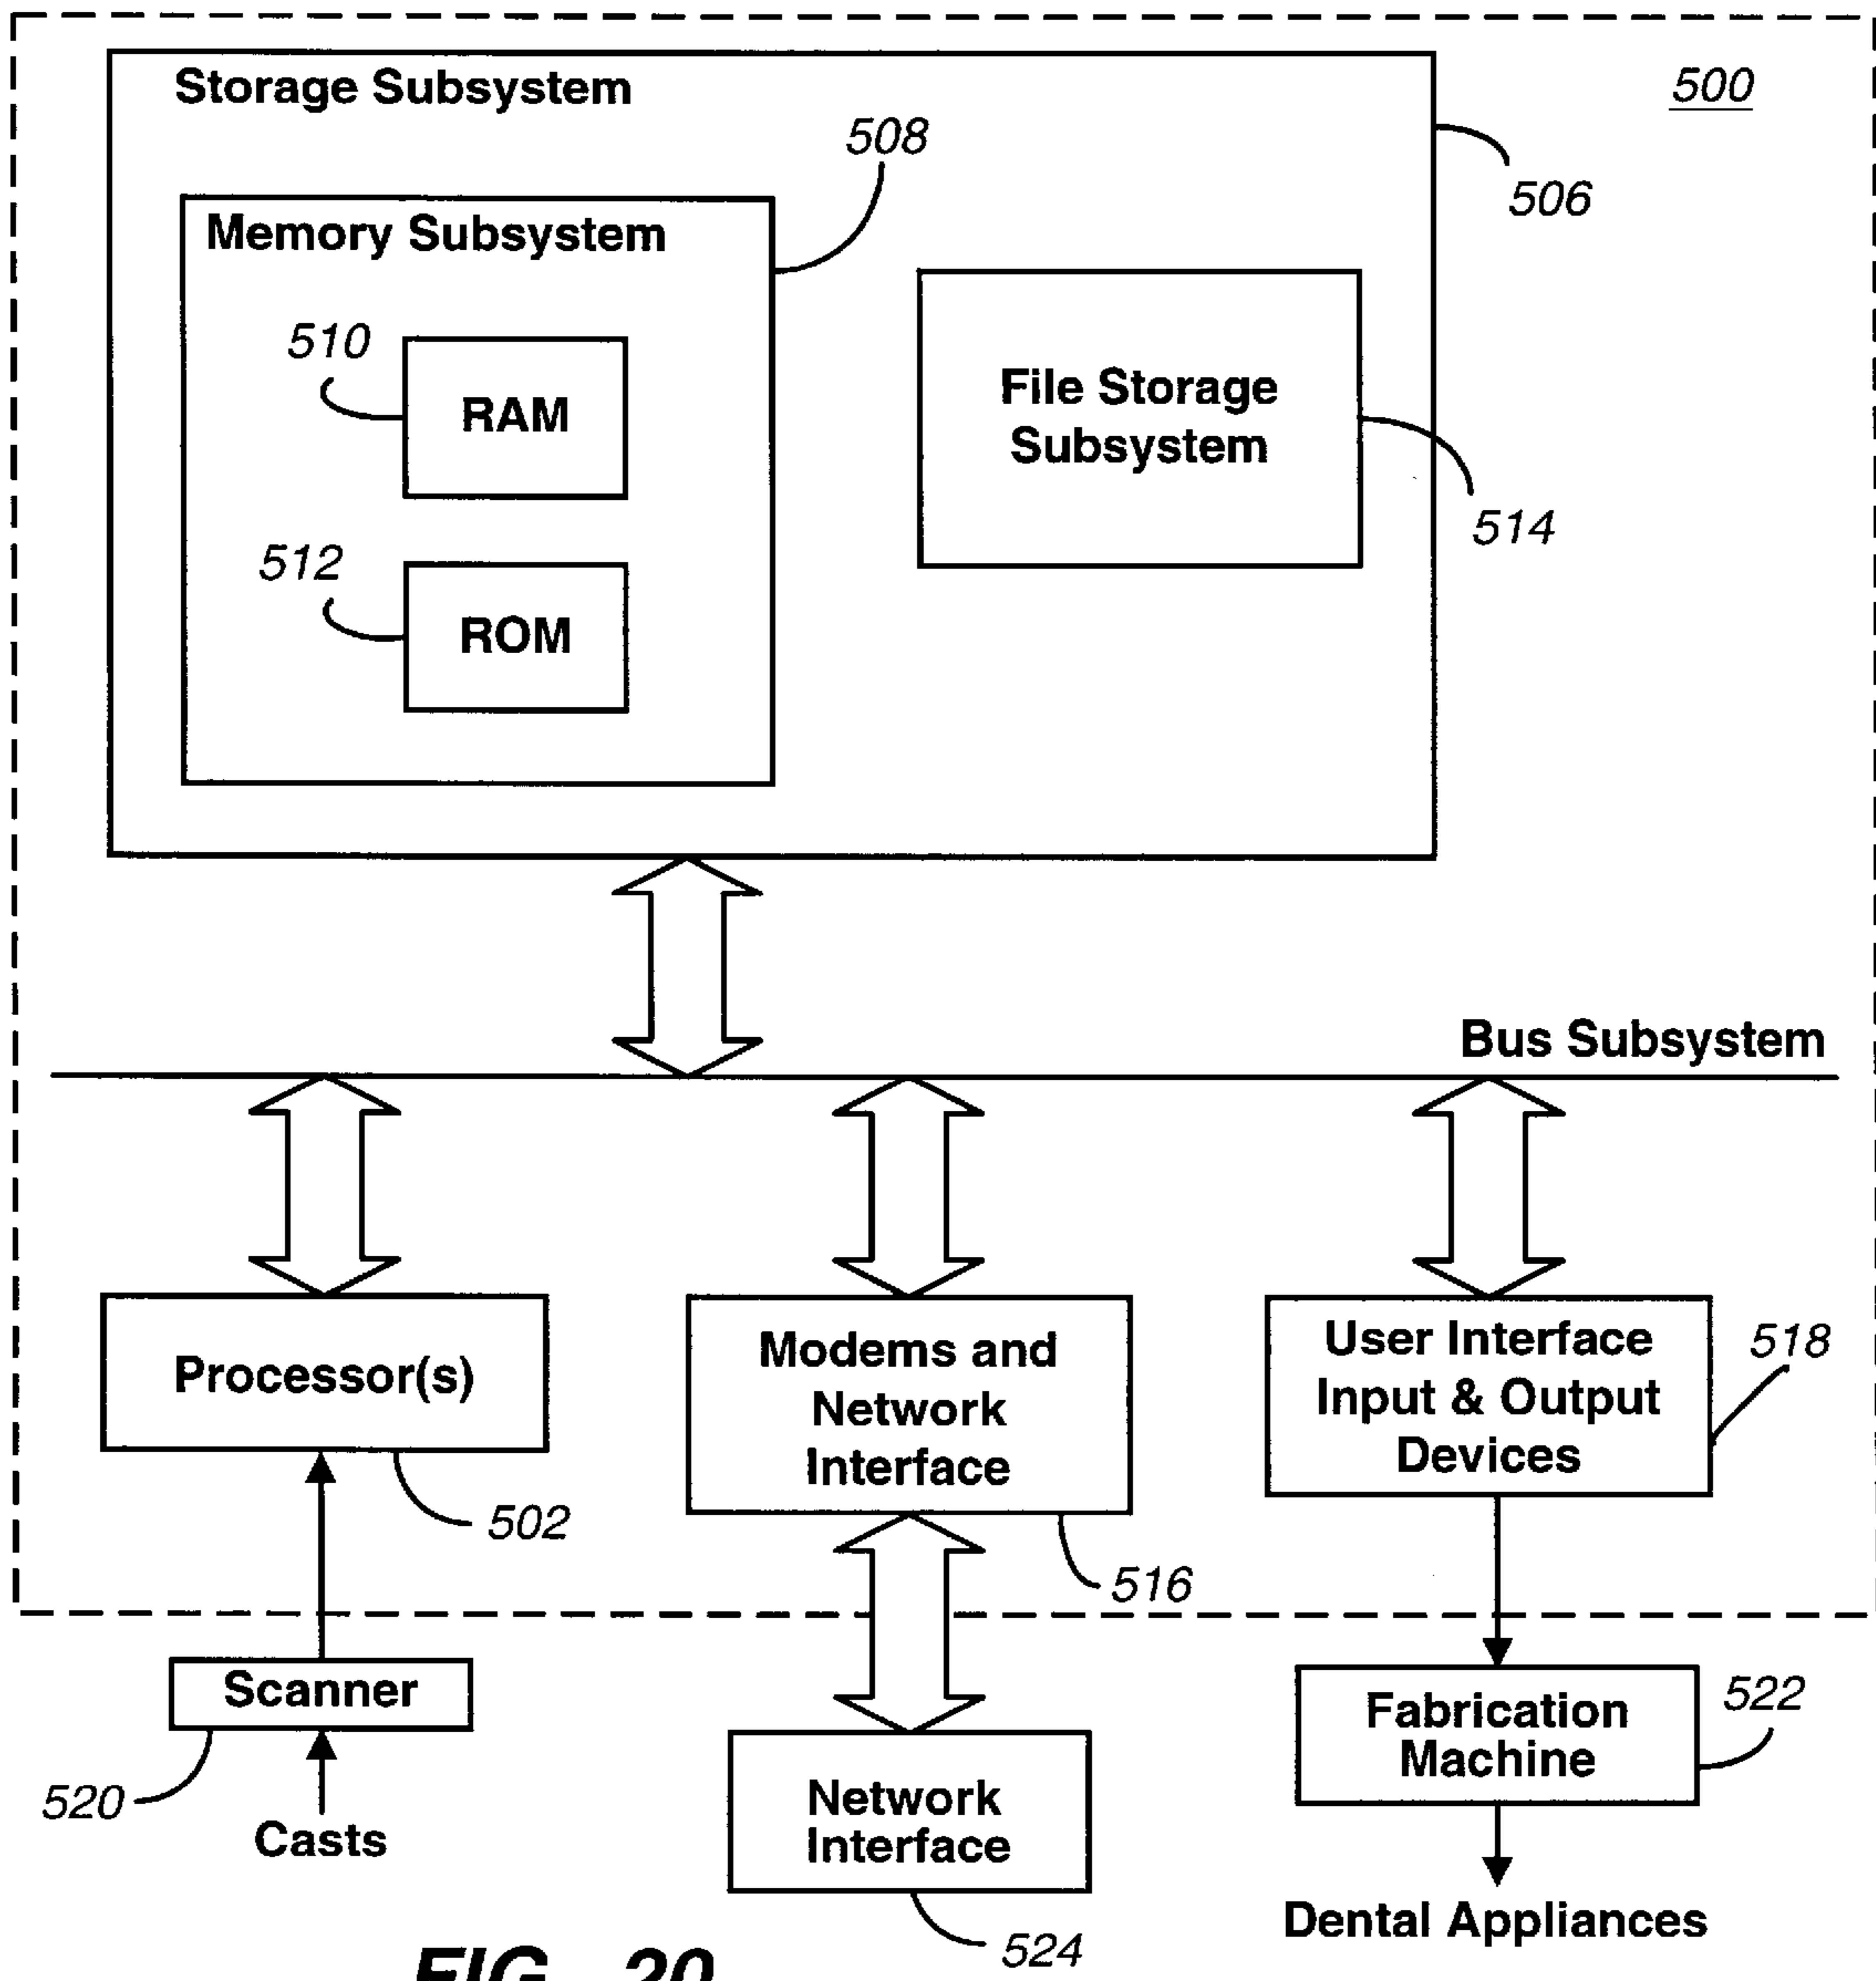 Storage Subsystem
500
508
506
Memory Subsystem
510
RAM
File Storage
Subsystem
514
512
ROM
Bus Subsystem
Processor(s)
502
Modems and
Network
Interface
516
User Interface
Input & Output
Devices
518
Scanner
520
Casts
Network
Interface
524
Fabrication
Machine
522
Dental Appliances
FIG._20